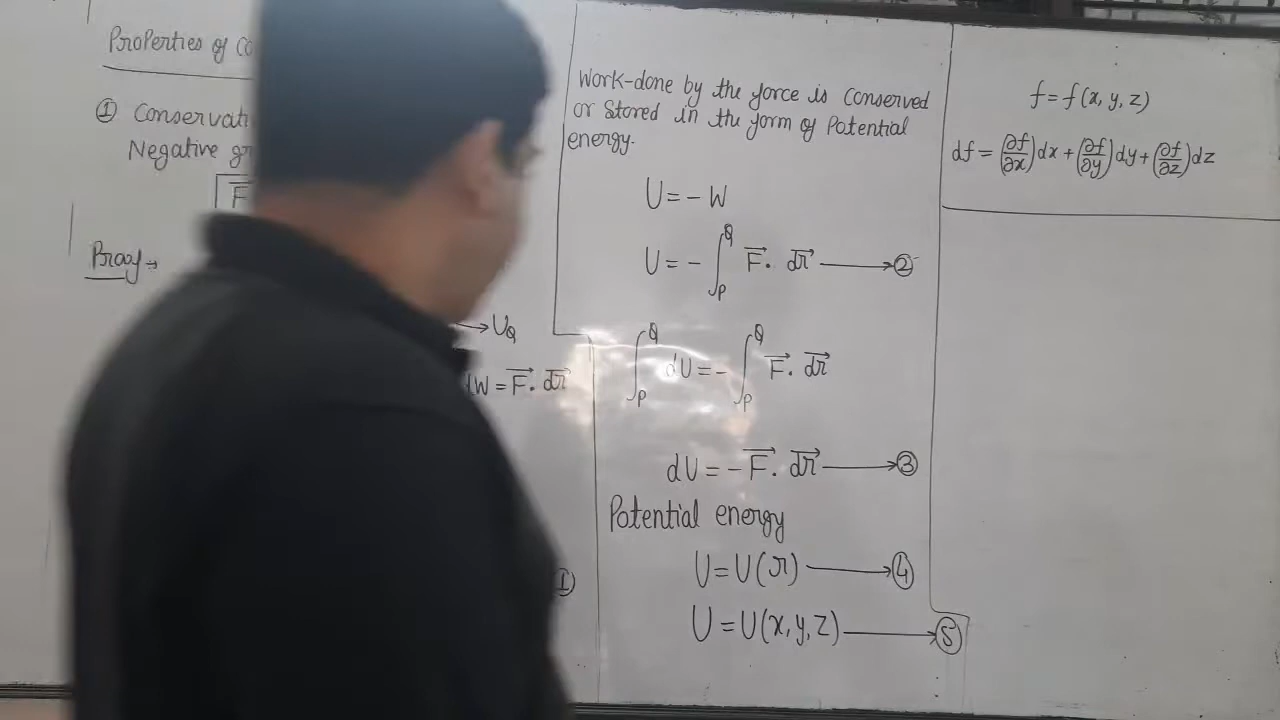 Properties of
① Conservati
Negative gr
F⃗
Proof→
→U_Q
dW = F⃗. dr⃗
①
Work-done by the force is conserved
or Stored in the form of Potential
energy.
U = - W
U = - ∫_P^Q F⃗. dr⃗ → ②
∫_P^Q dU = - ∫_P^Q F⃗. dr⃗
dU = - F⃗. dr⃗ → ③
Potential energy
U = U(r) → ④
U = U(x, y, z) → ⑤
f = f(x, y, z)
df = (∂f/∂x)dx + (∂f/∂y)dy + (∂f/∂z)dz